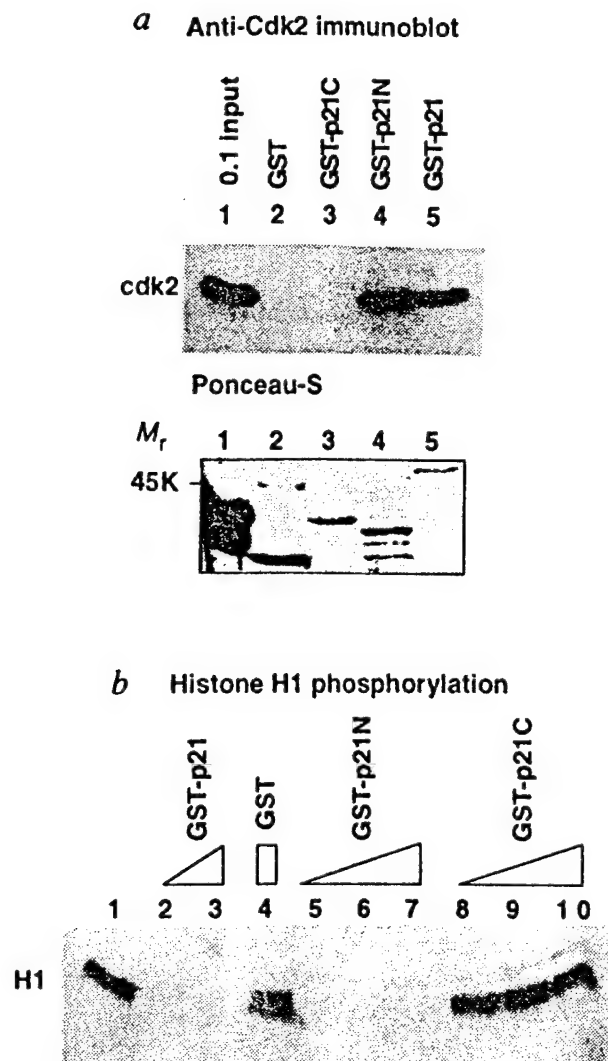 a Anti-Cdk2 immunoblot
0.1 input
GST
GST-p21C
GST-p21N
GST-p21
1 2 3 4 5
cdk2
Ponceau-S
Mr 1 2 3 4 5
45K
b Histone H1 phosphorylation
GST-p21
GST
GST-p21N
GST-p21C
1 2 3 4 5 6 7 8 9 10
H1